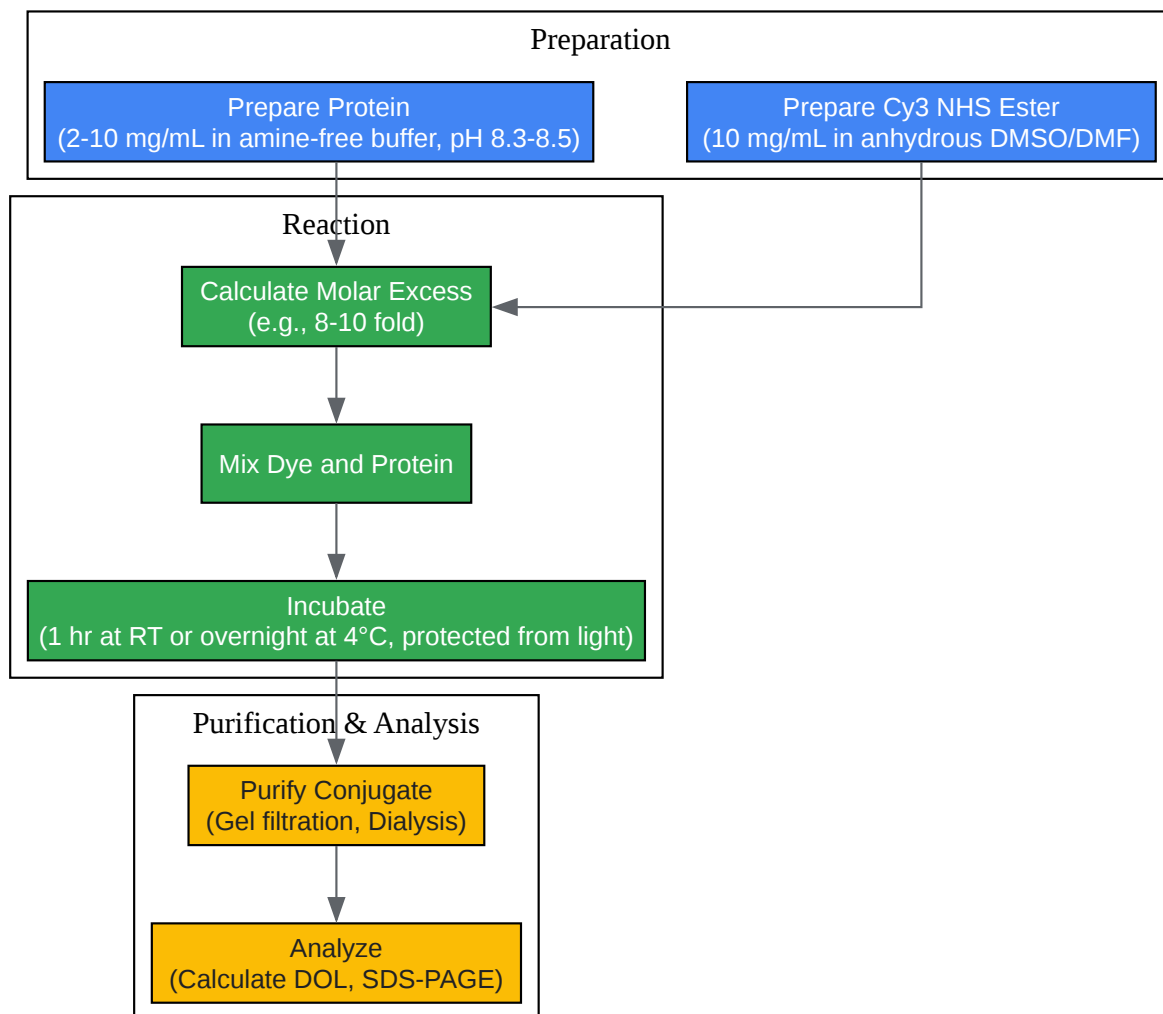 Preparation
Prepare Protein
(2-10 mg/mL in amine-free buffer, pH 8.3-8.5)
Prepare Cy3 NHS Ester
(10 mg/mL in anhydrous DMSO/DMF)
Reaction
Calculate Molar Excess
(e.g., 8-10 fold)
Mix Dye and Protein
Incubate
(1 hr at RT or overnight at 4°C, protected from light)
Purification & Analysis
Purify Conjugate
(Gel filtration, Dialysis)
Analyze
(Calculate DOL, SDS-PAGE)